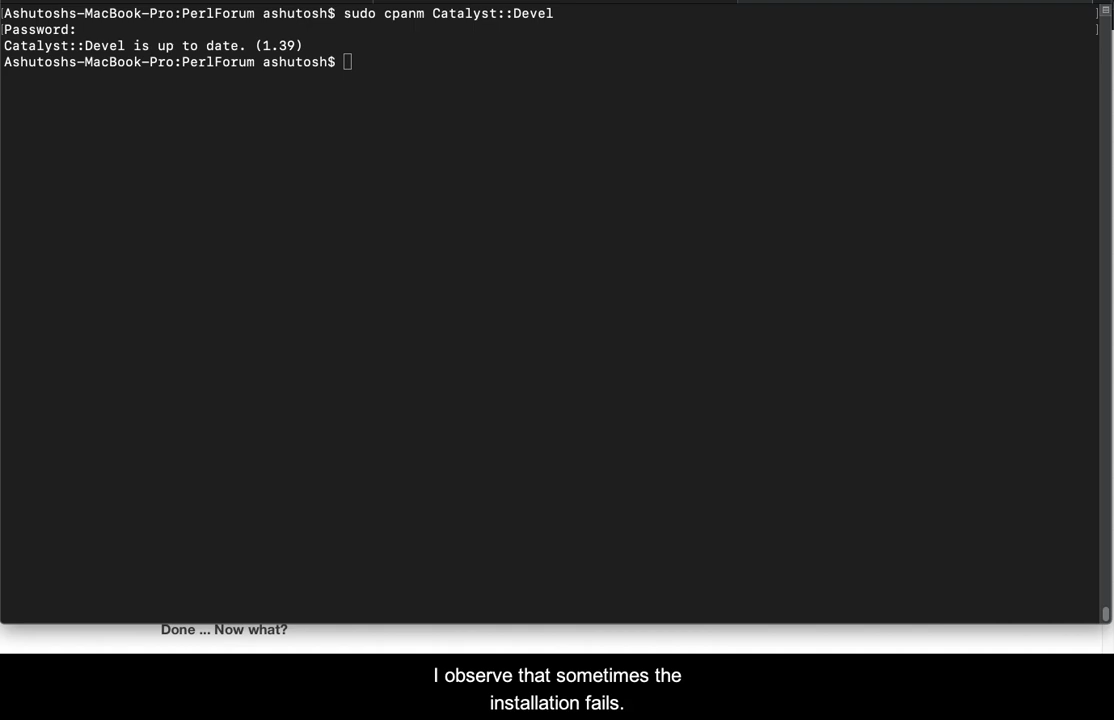 Ashutoshs-MacBook-Pro:PerlForum ashutosh$ sudo cpanm Catalyst::Devel
Password:
Catalyst::Devel is up to date. (1.39)
Ashutoshs-MacBook-Pro:PerlForum ashutosh$
Done ... Now what?
I observe that sometimes the
installation fails.